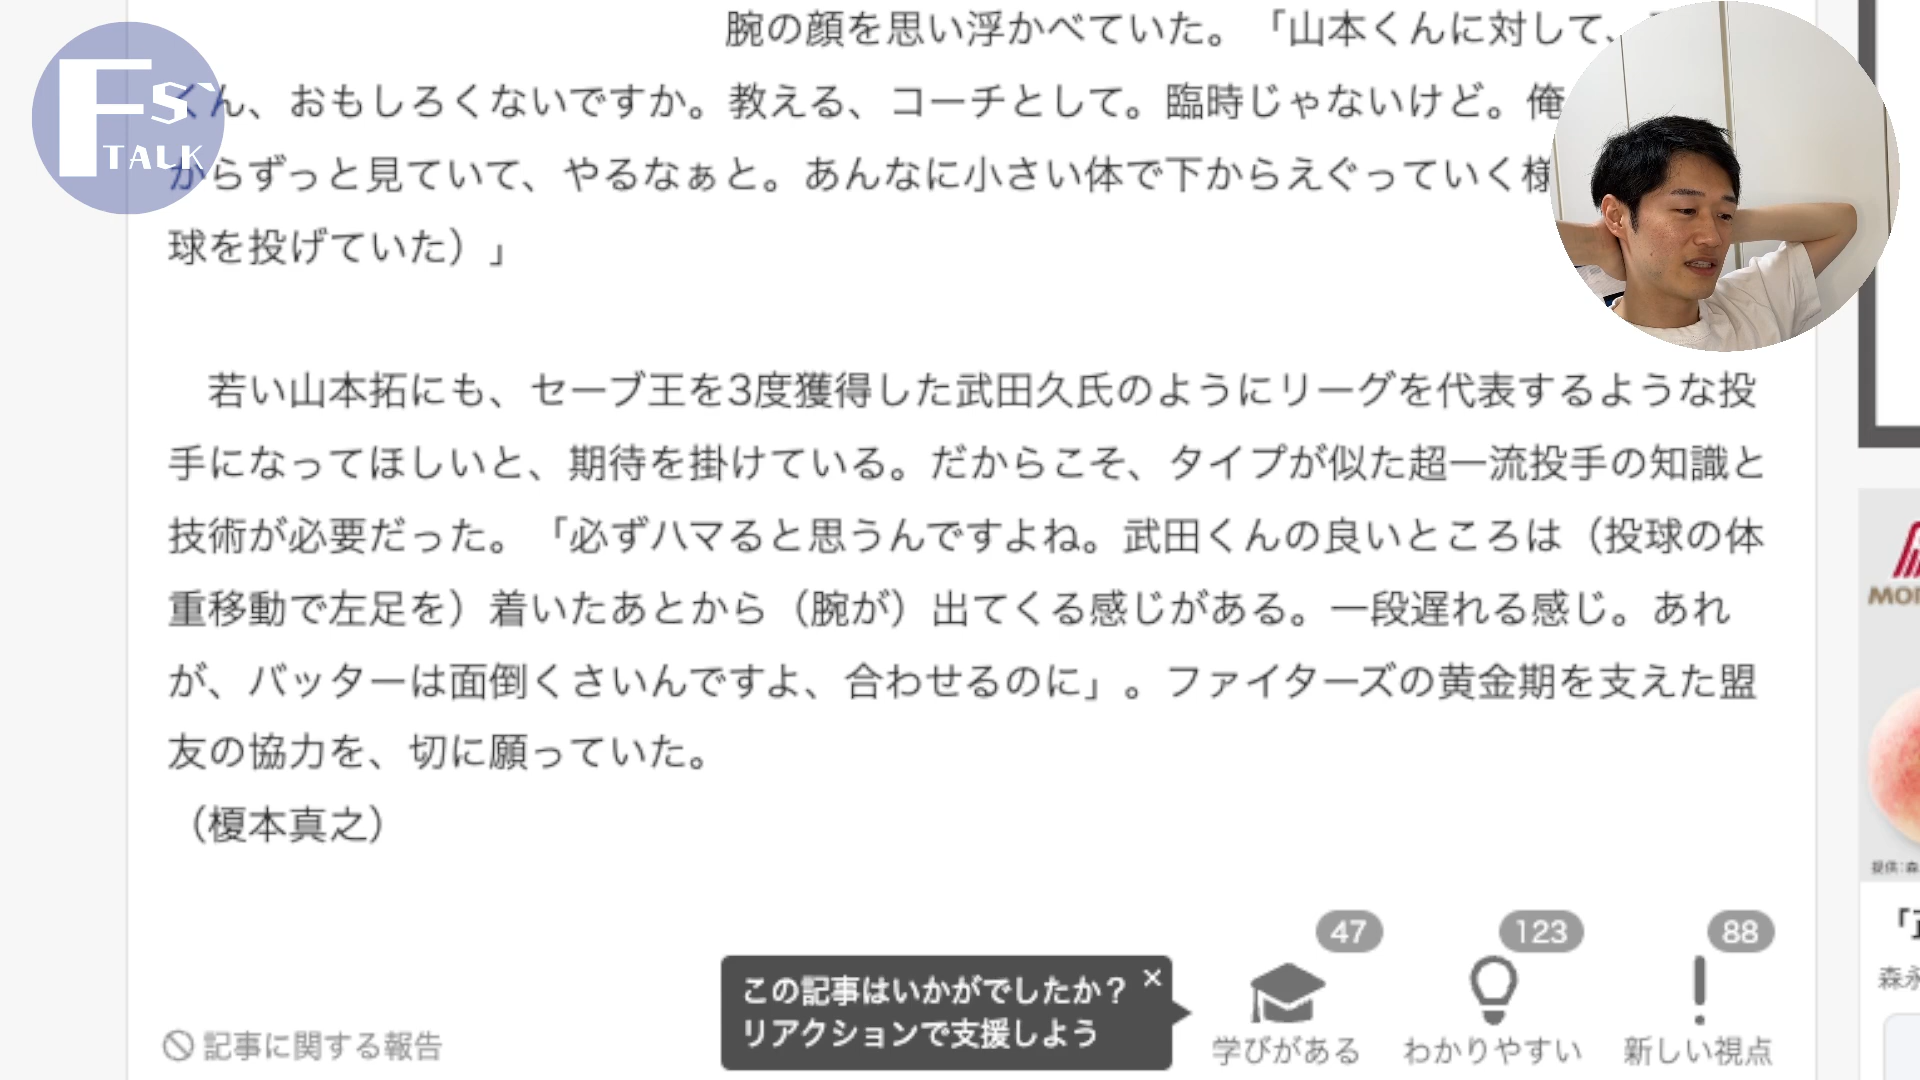 腕の顔を思い浮かべていた。「山本くんに対して、
Fs`
TALK
くん、おもしろくないですか。教える、コーチとして。臨時じゃないけど。俺
からずっと見ていて、やるなぁと。あんなに小さい体で下からえぐっていく様
球を投げていた）」
若い山本拓にも、セーブ王を3度獲得した武田久氏のようにリーグを代表するような投
手になってほしいと、期待を掛けている。だからこそ、タイプが似た超一流投手の知識と
技術が必要だった。「必ずハマると思うんですよね。武田くんの良いところは（投球の体
重移動で左足を）着いたあとから（腕が）出てくる感じがある。一段遅れる感じ。あれ
が、バッターは面倒くさいんですよ、合わせるのに」。ファイターズの黄金期を支えた盟
友の協力を、切に願っていた。
（榎本真之）
47
123
88
この記事はいかがでしたか？
リアクションで支援しよう
×
記事に関する報告
学びがある
わかりやすい
新しい視点
提供：森
森永